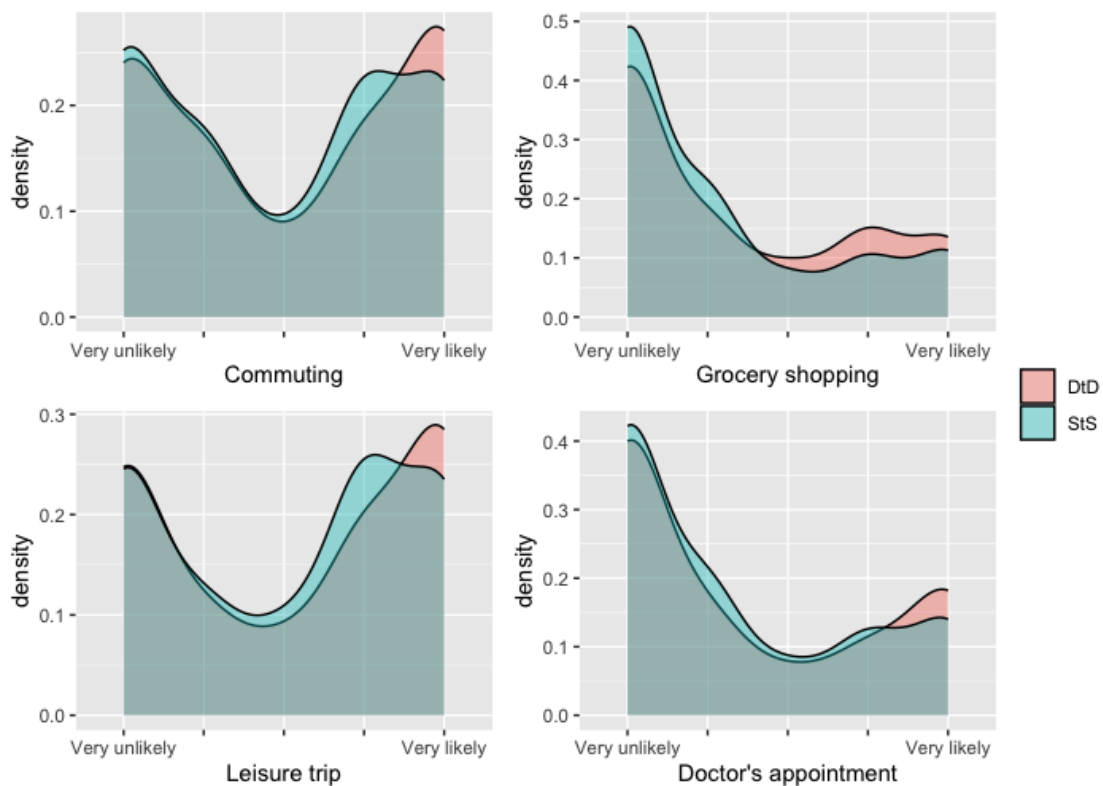 density
0.2
0.1
0.0
Very unlikely
Very likely
Commuting
density
0.5
0.4
0.3
0.2
0.1
0.0
Very unlikely
Very likely
Grocery shopping
DtD
StS
density
0.3
0.2
0.1
0.0
Very unlikely
Very likely
Leisure trip
density
0.4
0.3
0.2
0.1
0.0
Very unlikely
Very likely
Doctor's appointment